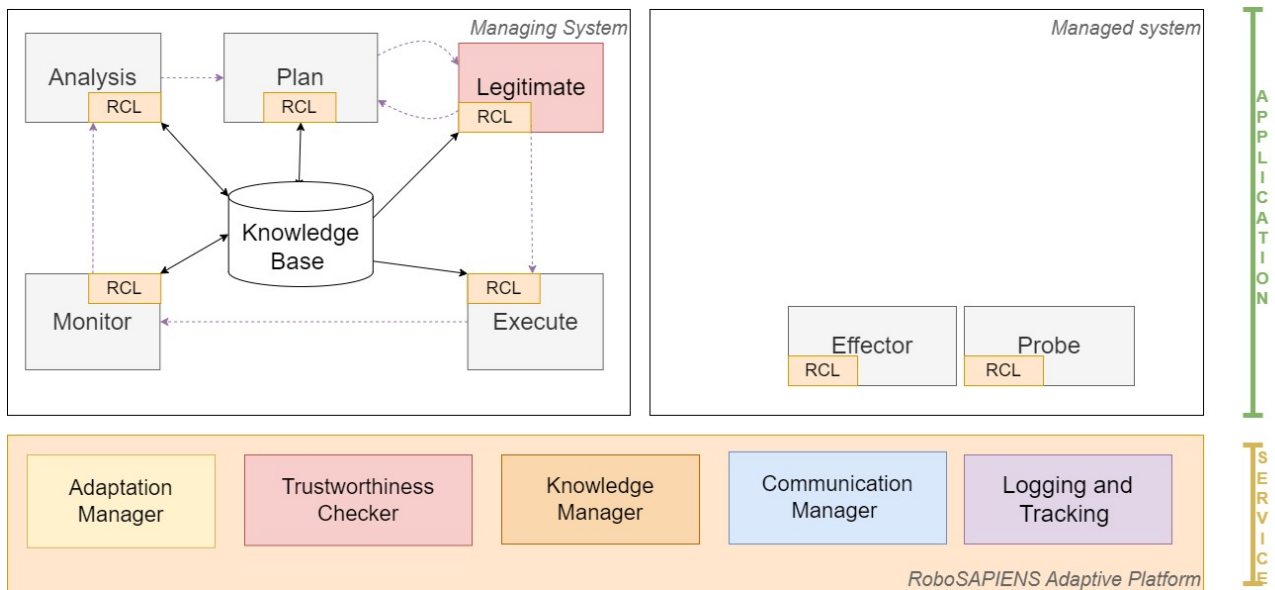 Managing System
Managed system
Analysis
RCL
Plan
RCL
Legitimate
RCL
Knowledge
Base
RCL
Monitor
RCL
Execute
Effector
RCL
Probe
RCL
APPLICATION
Adaptation
Manager
Trustworthiness
Checker
Knowledge
Manager
Communication
Manager
Logging and
Tracking
RoboSAPIENS Adaptive Platform
SERVICE